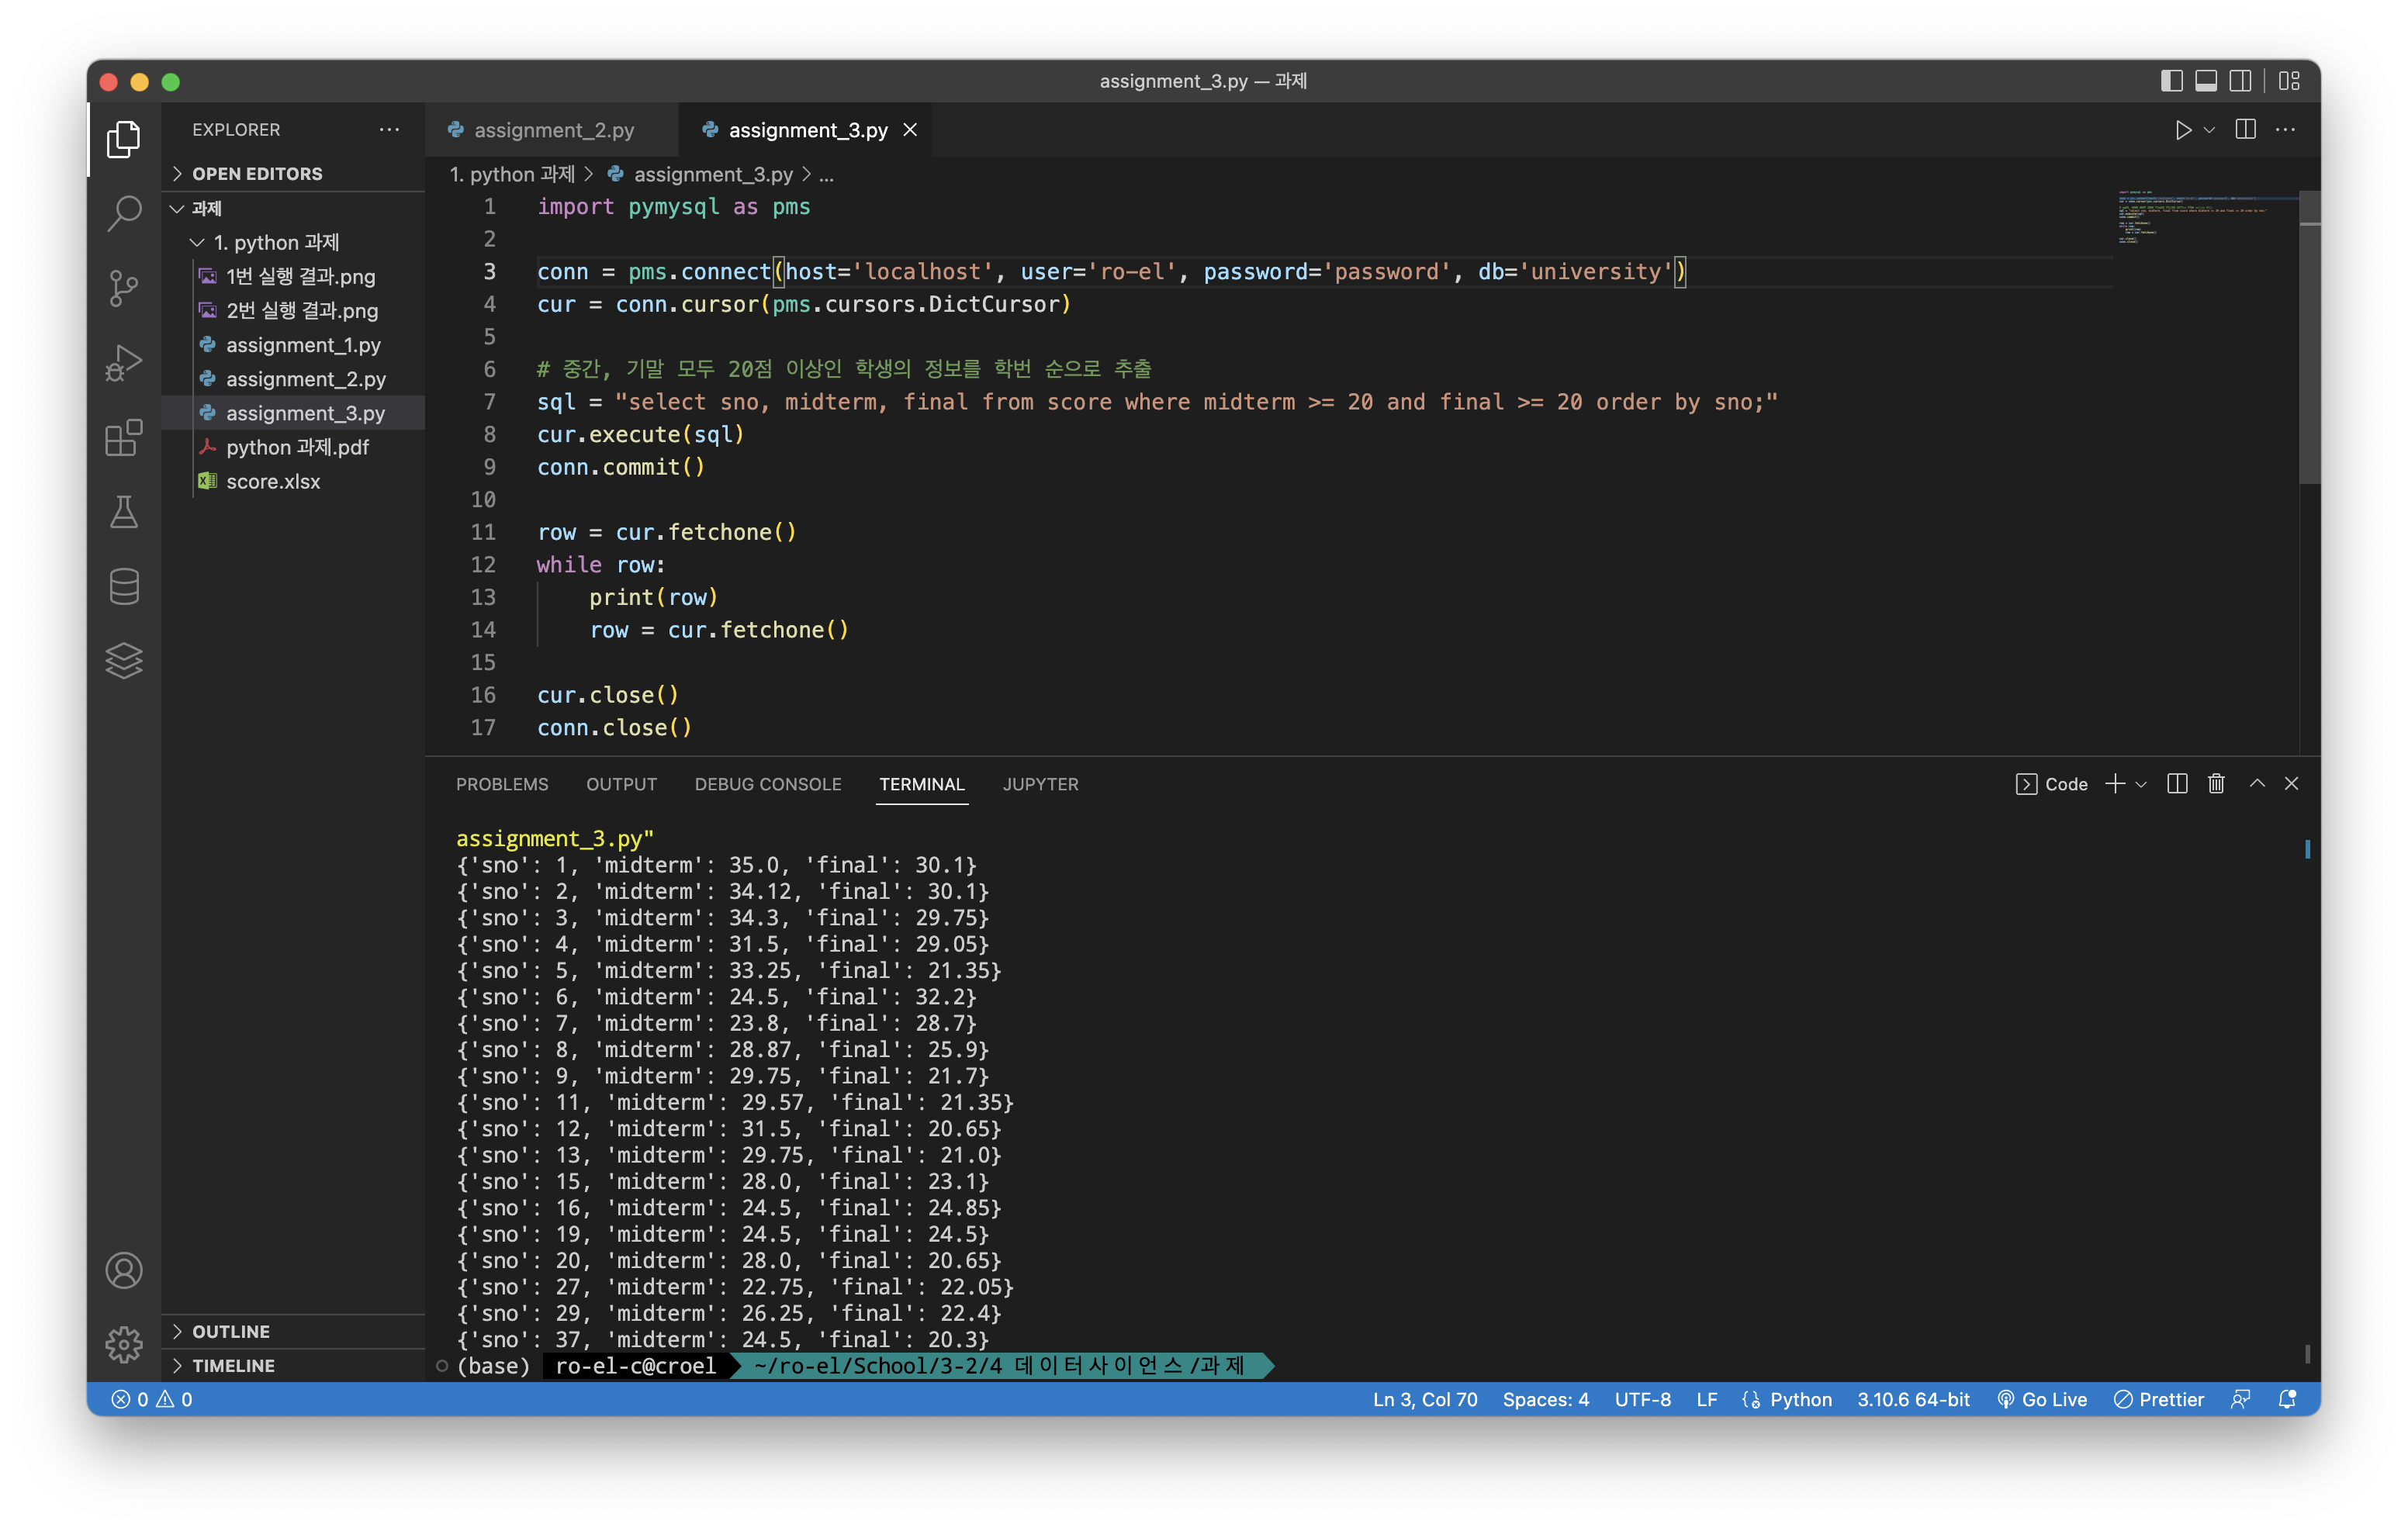 assignment_3.py — 과제
EXPLORER
OPEN EDITORS
과제
1. python 과제
1번 실행 결과.png
2번 실행 결과.png
assignment_1.py
assignment_2.py
assignment_3.py
python 과제.pdf
score.xlsx
OUTLINE
TIMELINE
assignment_2.py
assignment_3.py
1. python 과제 > assignment_3.py > ...
1 import pymysql as pms
2
3 conn = pms.connect(host='localhost', user='ro-el', password='password', db='university')
4 cur = conn.cursor(pms.cursors.DictCursor)
5
6 # 중간, 기말 모두 20점 이상인 학생의 정보를 학번 순으로 추출
7 sql = "select sno, midterm, final from score where midterm >= 20 and final >= 20 order by sno;"
8 cur.execute(sql)
9 conn.commit()
10
11 row = cur.fetchone()
12 while row:
13     print(row)
14     row = cur.fetchone()
15
16 cur.close()
17 conn.close()
PROBLEMS OUTPUT DEBUG CONSOLE TERMINAL JUPYTER
Code
assignment_3.py"
{'sno': 1, 'midterm': 35.0, 'final': 30.1}
{'sno': 2, 'midterm': 34.12, 'final': 30.1}
{'sno': 3, 'midterm': 34.3, 'final': 29.75}
{'sno': 4, 'midterm': 31.5, 'final': 29.05}
{'sno': 5, 'midterm': 33.25, 'final': 21.35}
{'sno': 6, 'midterm': 24.5, 'final': 32.2}
{'sno': 7, 'midterm': 23.8, 'final': 28.7}
{'sno': 8, 'midterm': 28.87, 'final': 25.9}
{'sno': 9, 'midterm': 29.75, 'final': 21.7}
{'sno': 11, 'midterm': 29.57, 'final': 21.35}
{'sno': 12, 'midterm': 31.5, 'final': 20.65}
{'sno': 13, 'midterm': 29.75, 'final': 21.0}
{'sno': 15, 'midterm': 28.0, 'final': 23.1}
{'sno': 16, 'midterm': 24.5, 'final': 24.85}
{'sno': 19, 'midterm': 24.5, 'final': 24.5}
{'sno': 20, 'midterm': 28.0, 'final': 20.65}
{'sno': 27, 'midterm': 22.75, 'final': 22.05}
{'sno': 29, 'midterm': 26.25, 'final': 22.4}
{'sno': 37, 'midterm': 24.5, 'final': 20.3}
(base) ro-el-c@croel ~/ro-el/School/3-2/4 데이터사이언스/과제
0 0
Ln 3, Col 70 Spaces: 4 UTF-8 LF Python 3.10.6 64-bit Go Live Prettier